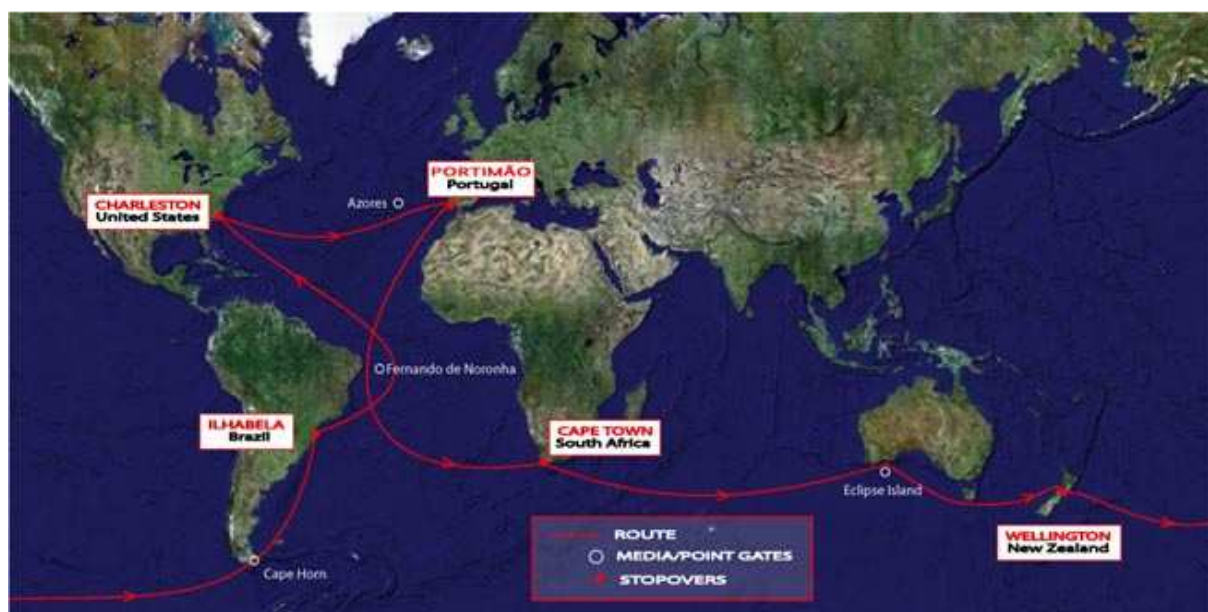 PORTIMÃO
Portugal
CHARLESTON
United States
Azores
Fernando de Noronha
ILHABELA
Brazil
CAPE TOWN
South Africa
Eclipse Island
WELLINGTON
New Zealand
Cape Horn
ROUTE
MEDIA/POINT GATES
STOPOVERS